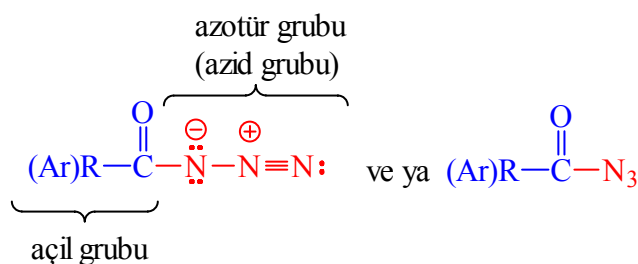 azotür grubu
(azid grubu)
O O
(Ar)R—C—N—N≡N: ve ya (Ar)R—C—N₃
açil grubu